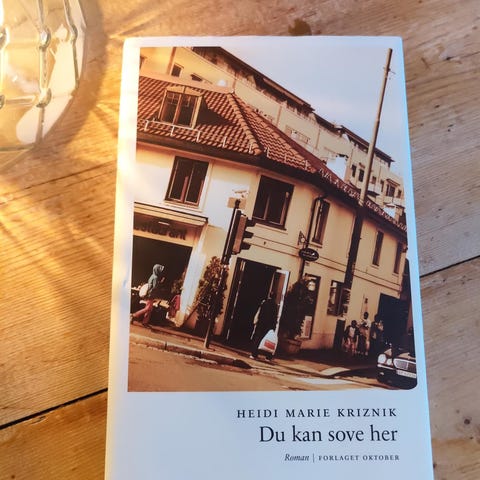 HEIDI MARIE KRIZNIK
Du kan sove her
Roman | FORLAGET OKTOBER